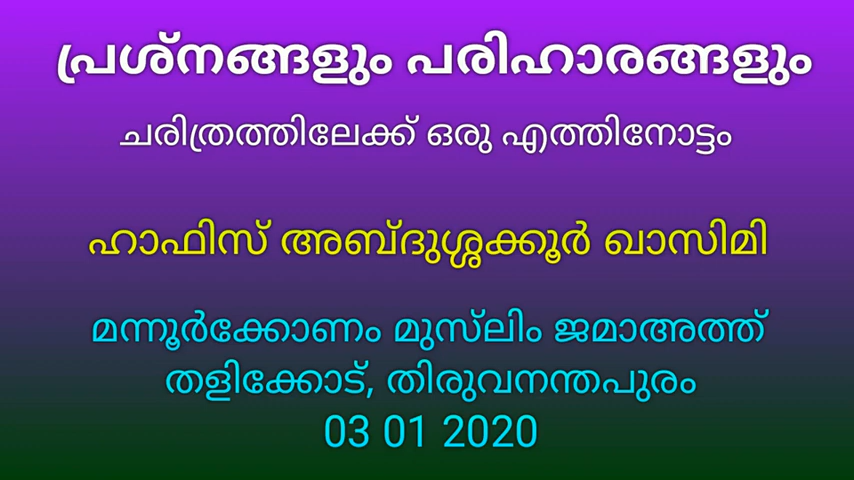 പ്രശ്നങ്ങളും പരിഹാരങ്ങളും
ചരിത്രത്തിലേക്ക് ഒരു എത്തിനോട്ടം
ഹാഫിസ് അബ്ദുശ്ശക്കൂർ ഖാസിമി
മന്നൂർക്കോണം മുസ്‌ലിം ജമാഅത്ത്
തളിക്കോട്, തിരുവനന്തപുരം
03 01 2020